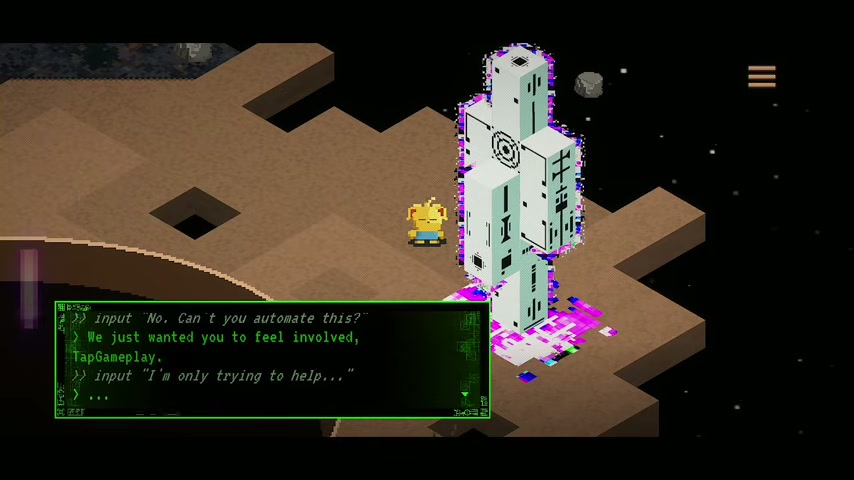 》 input ¨No. Can´t you automate this?¨
〉 We just wanted you to feel involved,
TapGameplay.
》 input "I'm only trying to help..."
〉 ...